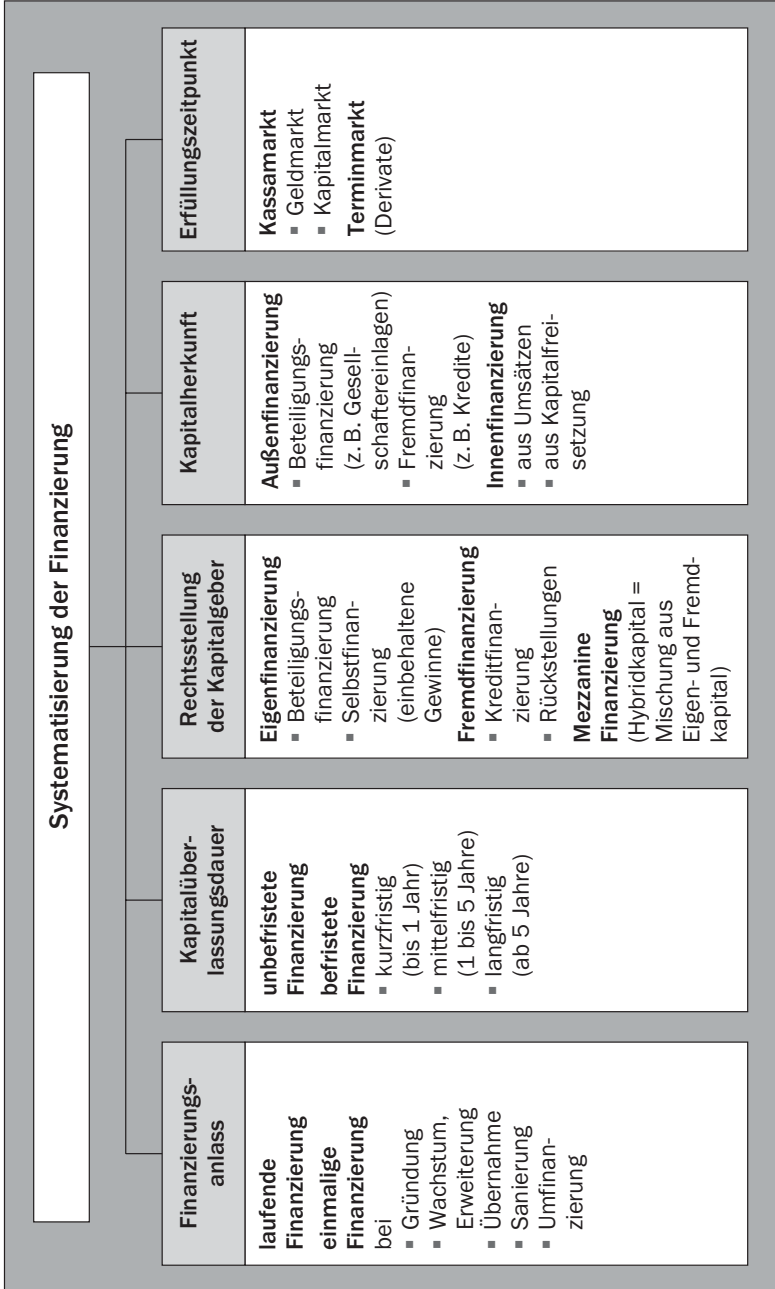 Systematisierung der Finanzierung
Finanzierungs-
anlass
laufende
Finanzierung
einmalige
Finanzierung
bei
▪ Gründung
▪ Wachstum,
Erweiterung
▪ Übernahme
▪ Sanierung
▪ Umfinan-
zierung
Kapitalüber-
lassungsdauer
unbefristete
Finanzierung
befristete
Finanzierung
▪ kurzfristig
(bis 1 Jahr)
▪ mittelfristig
(1 bis 5 Jahre)
▪ langfristig
(ab 5 Jahre)
Rechtsstellung
der Kapitalgeber
Eigenfinanzierung
▪ Beteiligungs-
finanzierung
▪ Selbstfinan-
zierung
(einbehaltene
Gewinne)
Fremdfinanzierung
▪ Kreditfinan-
zierung
▪ Rückstellungen
Mezzanine
Finanzierung
(Hybridkapital =
Mischung aus
Eigen- und Fremd-
kapital)
Kapitalherkunft
Außenfinanzierung
▪ Beteiligungs-
finanzierung
(z. B. Gesell-
schaftereinlagen)
▪ Fremdfinan-
zierung
(z. B. Kredite)
Innenfinanzierung
▪ aus Umsätzen
▪ aus Kapitalfrei-
setzung
Erfüllungszeitpunkt
Kassamarkt
▪ Geldmarkt
▪ Kapitalmarkt
Terminmarkt
(Derivate)